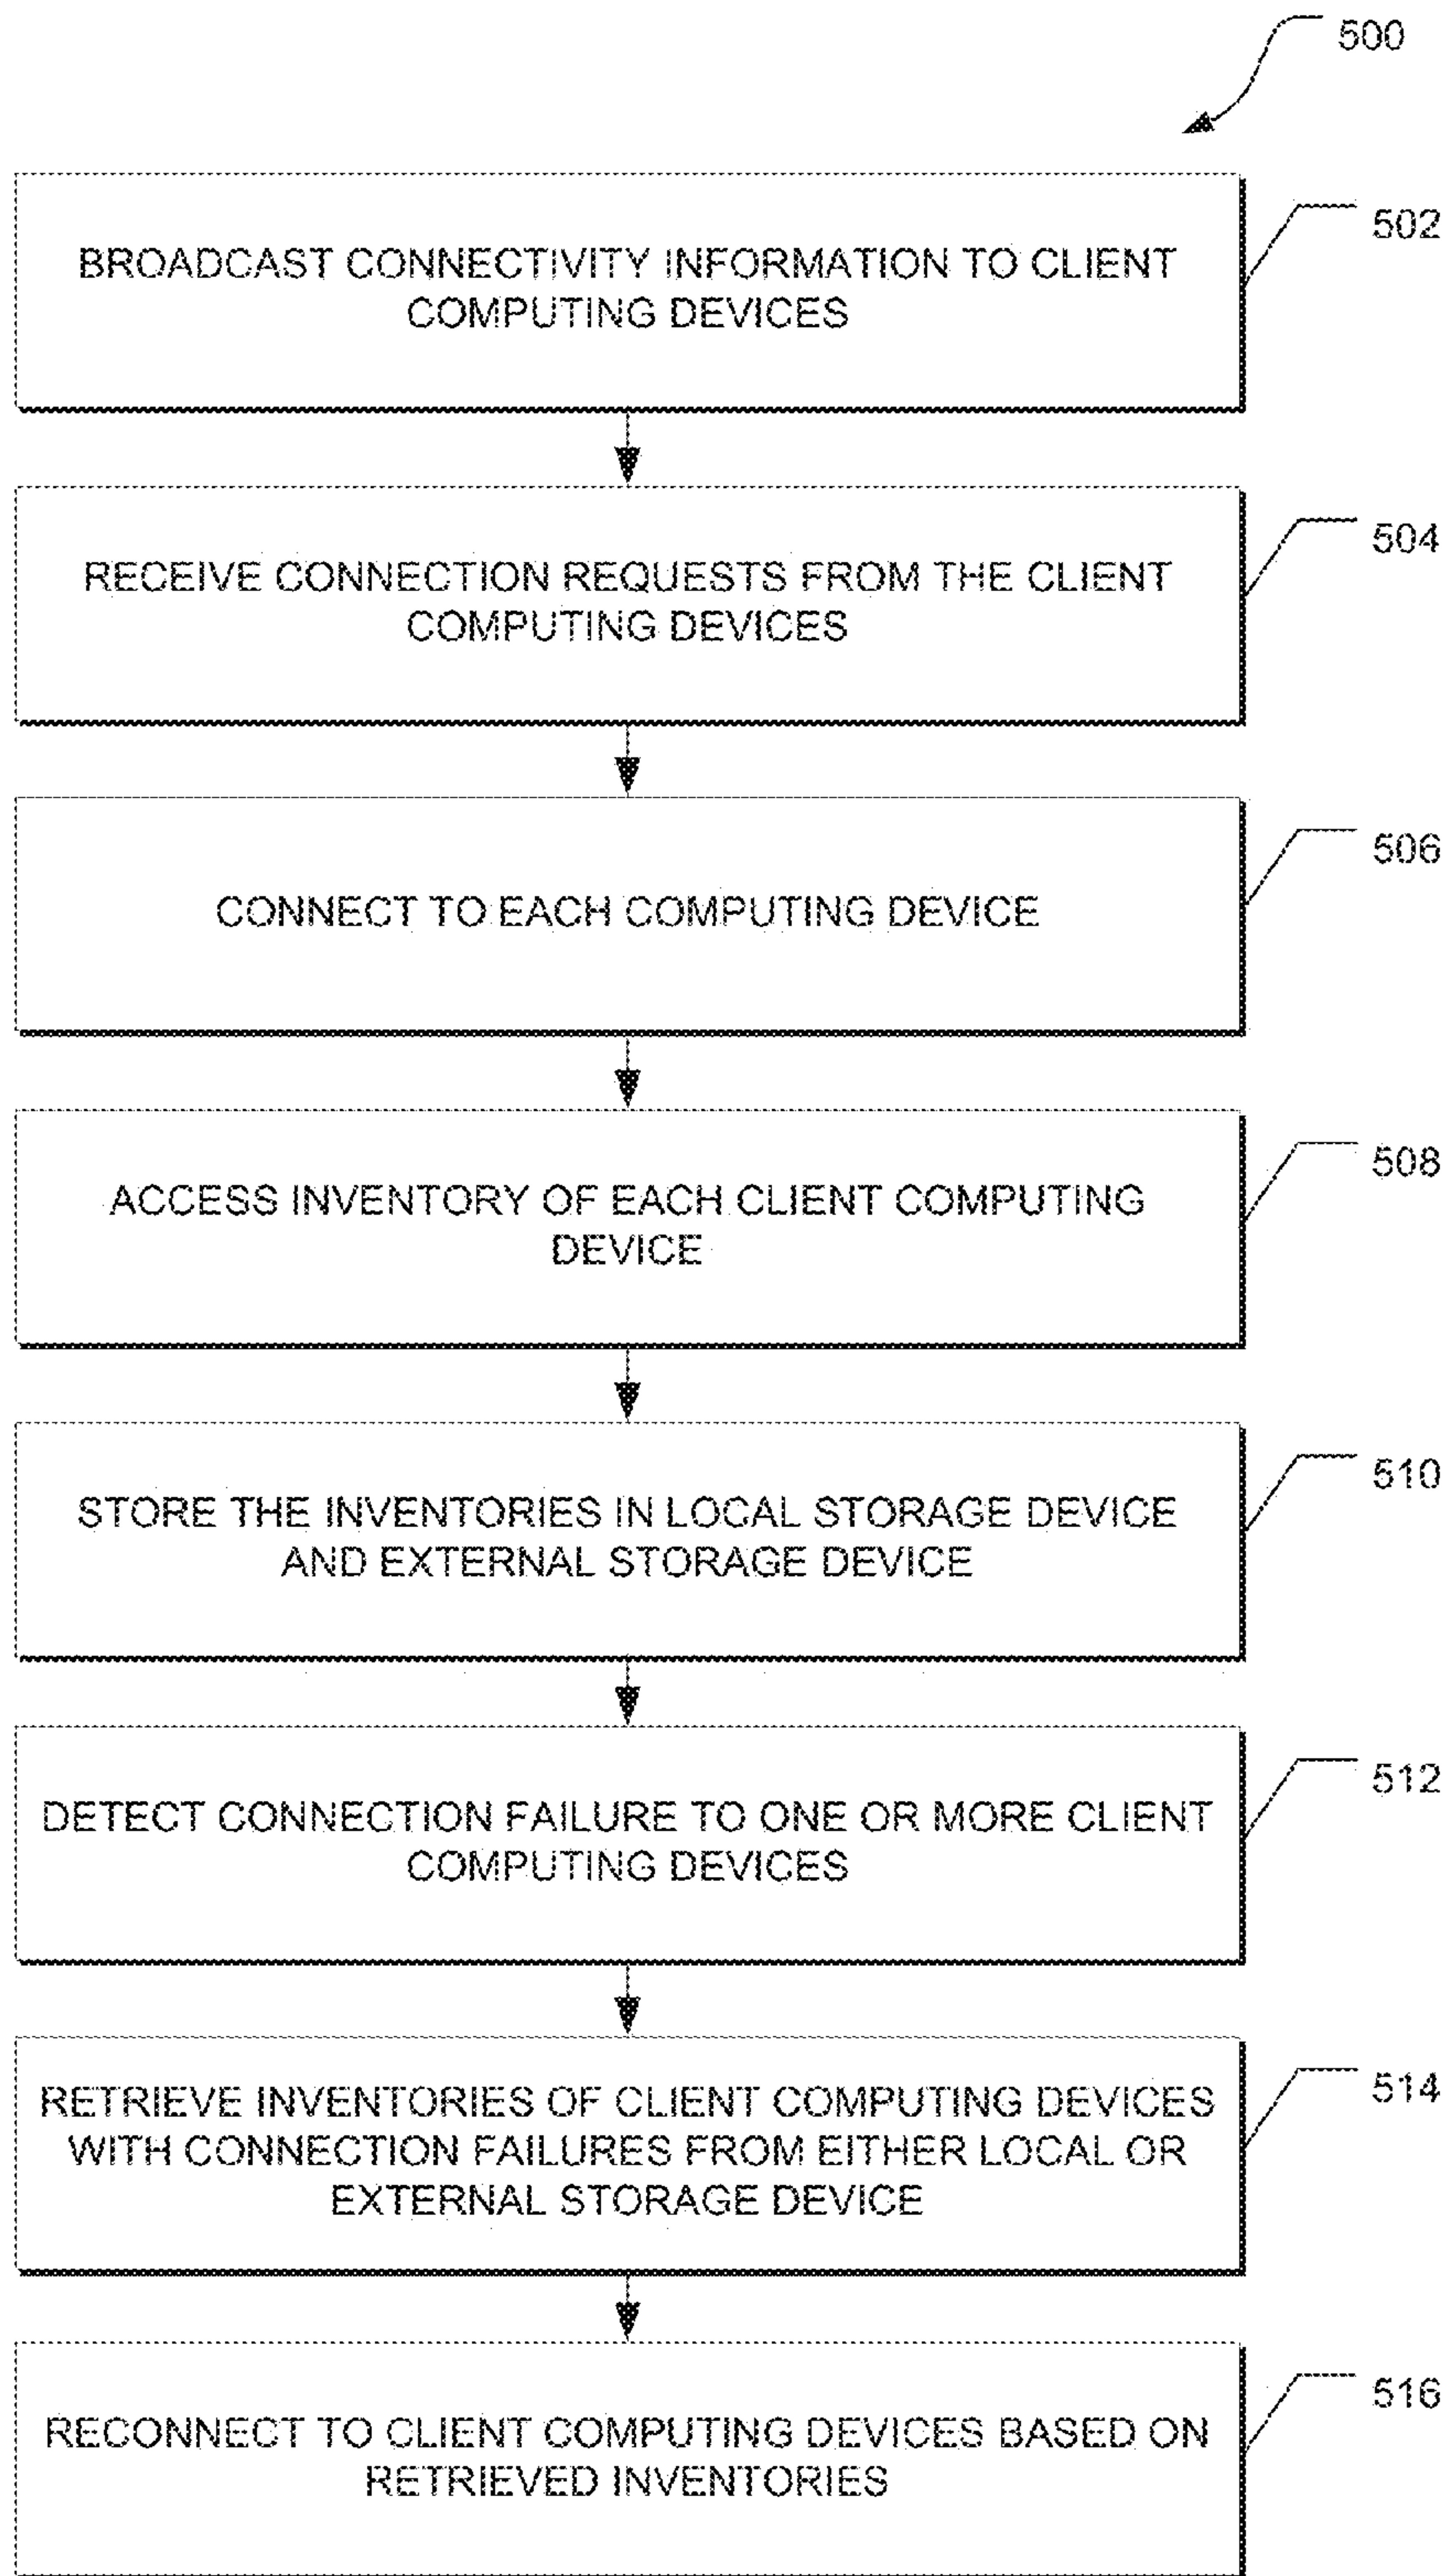 500
BROADCAST CONNECTIVITY INFORMATION TO CLIENT
COMPUTING DEVICES
502
RECEIVE CONNECTION REQUESTS FROM THE CLIENT
COMPUTING DEVICES
504
CONNECT TO EACH COMPUTING DEVICE
506
ACCESS INVENTORY OF EACH CLIENT COMPUTING
DEVICE
508
STORE THE INVENTORIES IN LOCAL STORAGE DEVICE
AND EXTERNAL STORAGE DEVICE
510
DETECT CONNECTION FAILURE TO ONE OR MORE CLIENT
COMPUTING DEVICES
512
RETRIEVE INVENTORIES OF CLIENT COMPUTING DEVICES
WITH CONNECTION FAILURES FROM EITHER LOCAL OR
EXTERNAL STORAGE DEVICE
514
RECONNECT TO CLIENT COMPUTING DEVICES BASED ON
RETRIEVED INVENTORIES
516